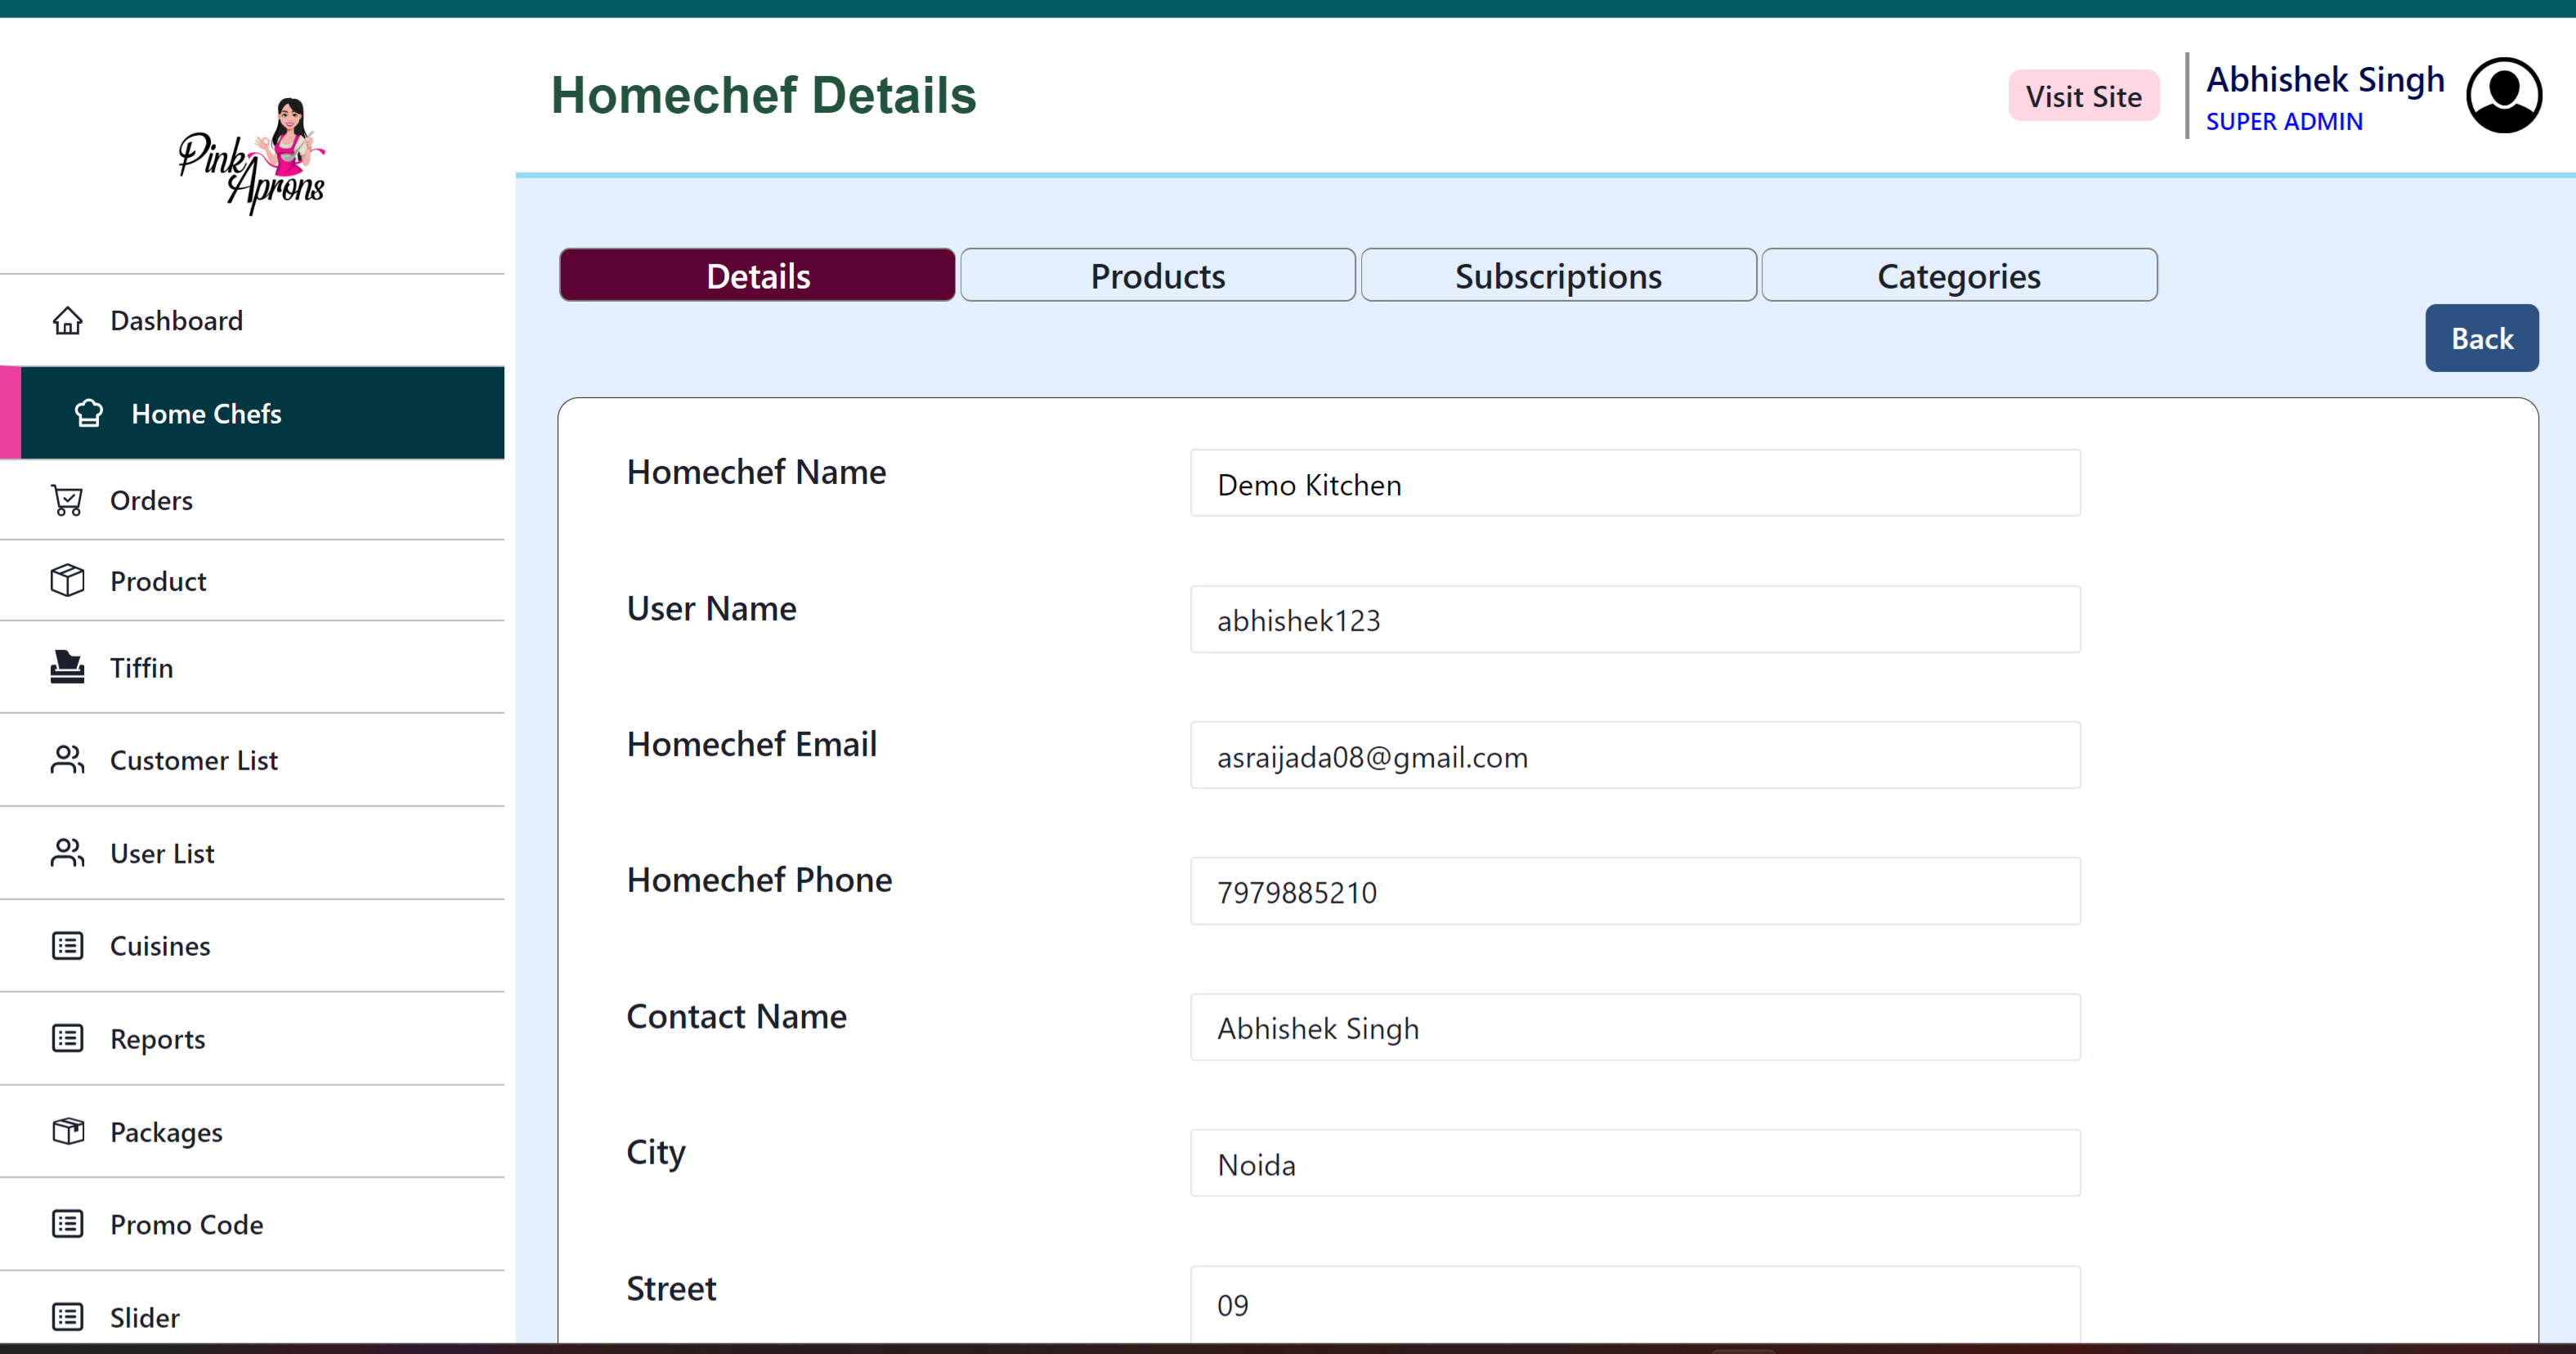 Pink
Aprons
Homechef Details
Visit Site
Abhishek Singh
SUPER ADMIN
Dashboard
Home Chefs
Orders
Product
Tiffin
Customer List
User List
Cuisines
Reports
Packages
Promo Code
Slider
Details
Products
Subscriptions
Categories
Back
Homechef Name
Demo Kitchen
User Name
abhishek123
Homechef Email
asraijada08@gmail.com
Homechef Phone
7979885210
Contact Name
Abhishek Singh
City
Noida
Street
09